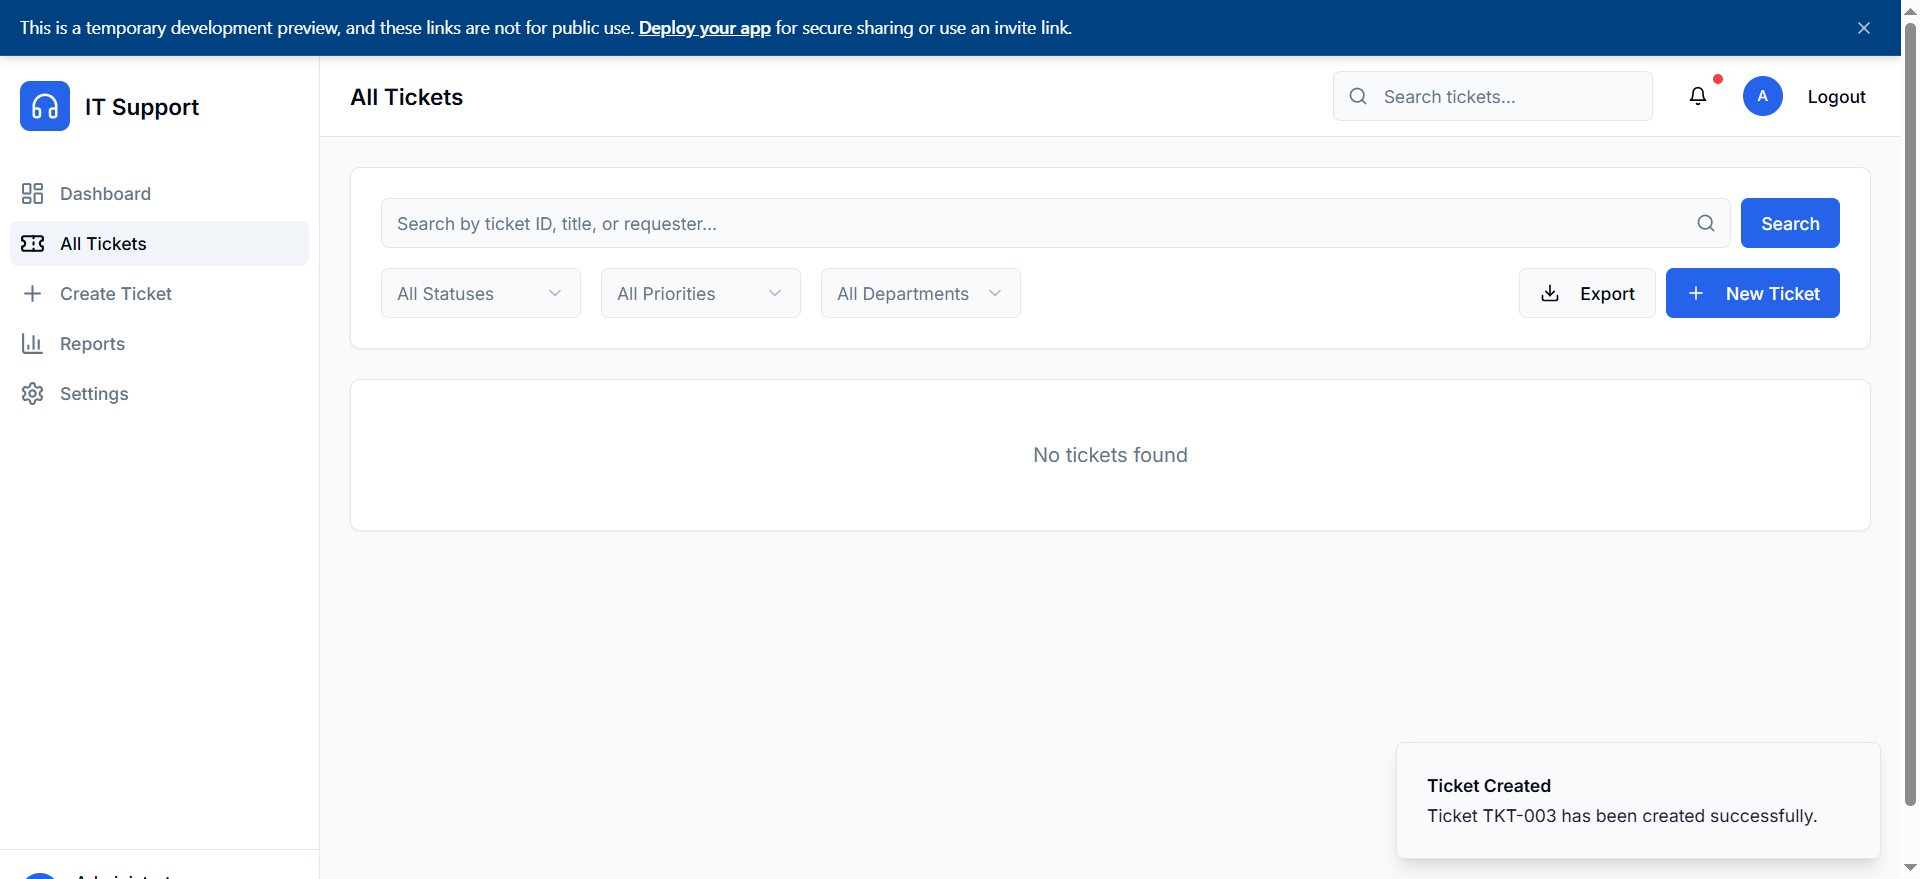 This is a temporary development preview, and these links are not for public use. Deploy your app for secure sharing or use an invite link.
IT Support
All Tickets
Search tickets...
A
Logout
Dashboard
All Tickets
Create Ticket
Reports
Settings
Search by ticket ID, title, or requester...
Search
All Statuses
All Priorities
All Departments
Export
New Ticket
No tickets found
Ticket Created
Ticket TKT-003 has been created successfully.